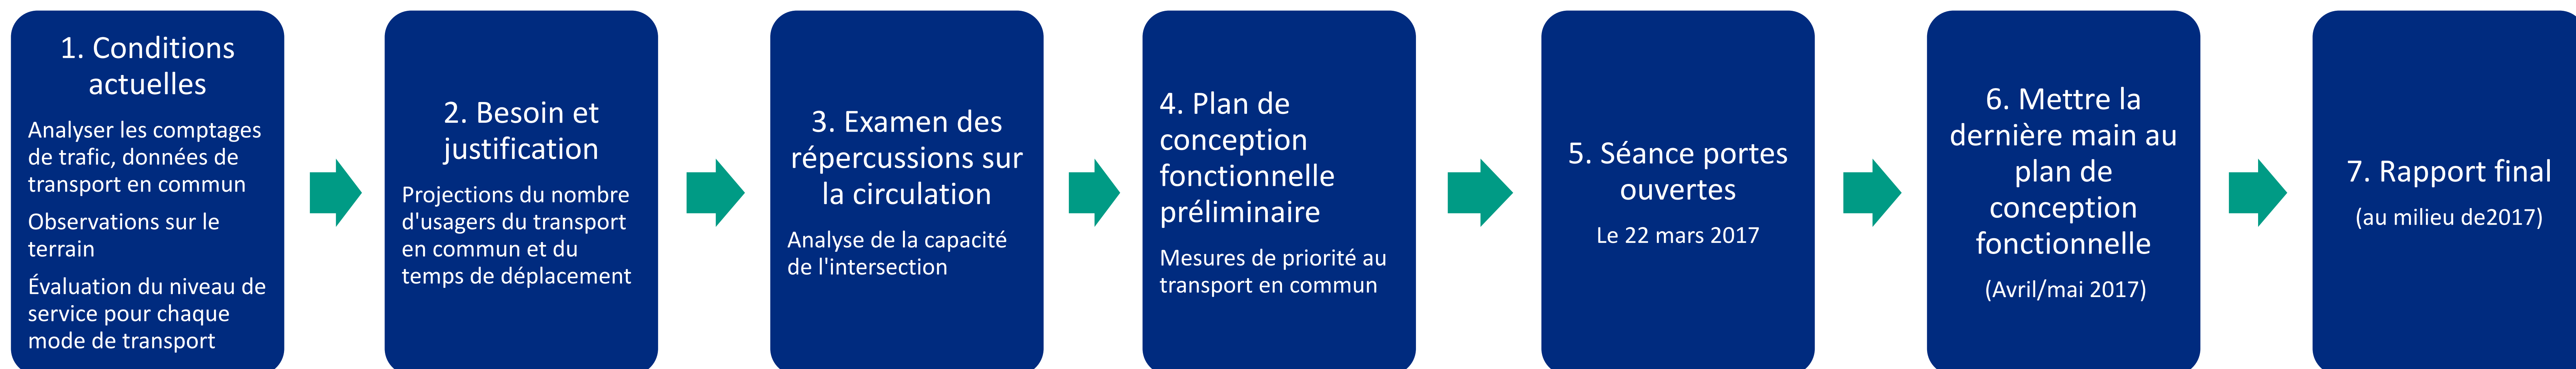 1. Conditions
actuelles
Analyser les comptages
de trafic, données de
transport en commun
Observations sur le
terrain
Évaluation du niveau de
service pour chaque
mode de transport
2. Besoin et
justification
Projections du nombre
d'usagers du transport
en commun et du
temps de déplacement
3. Examen des
répercussions sur
la circulation
Analyse de la capacité
de l'intersection
4. Plan de
conception
fonctionnelle
préliminaire
Mesures de priorité au
transport en commun
5. Séance portes
ouvertes
Le 22 mars 2017
6. Mettre la
dernière main au
plan de
conception
fonctionnelle
(Avril/mai 2017)
7. Rapport final
(au milieu de2017)